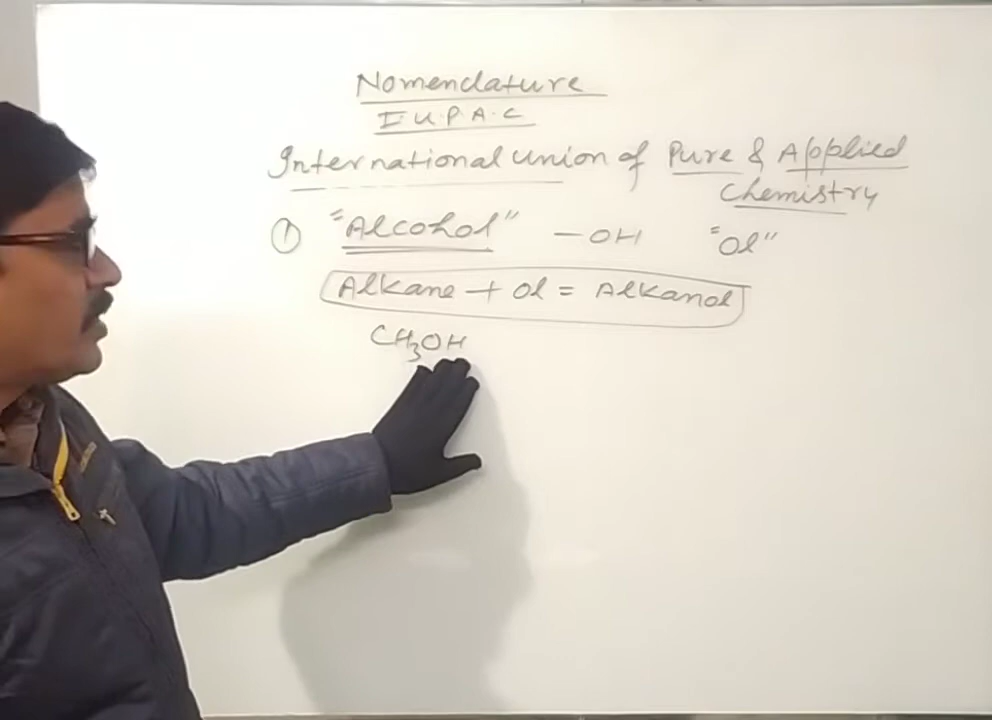 Nomenclature
I.U.P.A.C
International union of Pure & Applied
Chemistry
① "Alcohol" -OH "Ol"
Alkane + Ol = Alkanol
CH₃OH